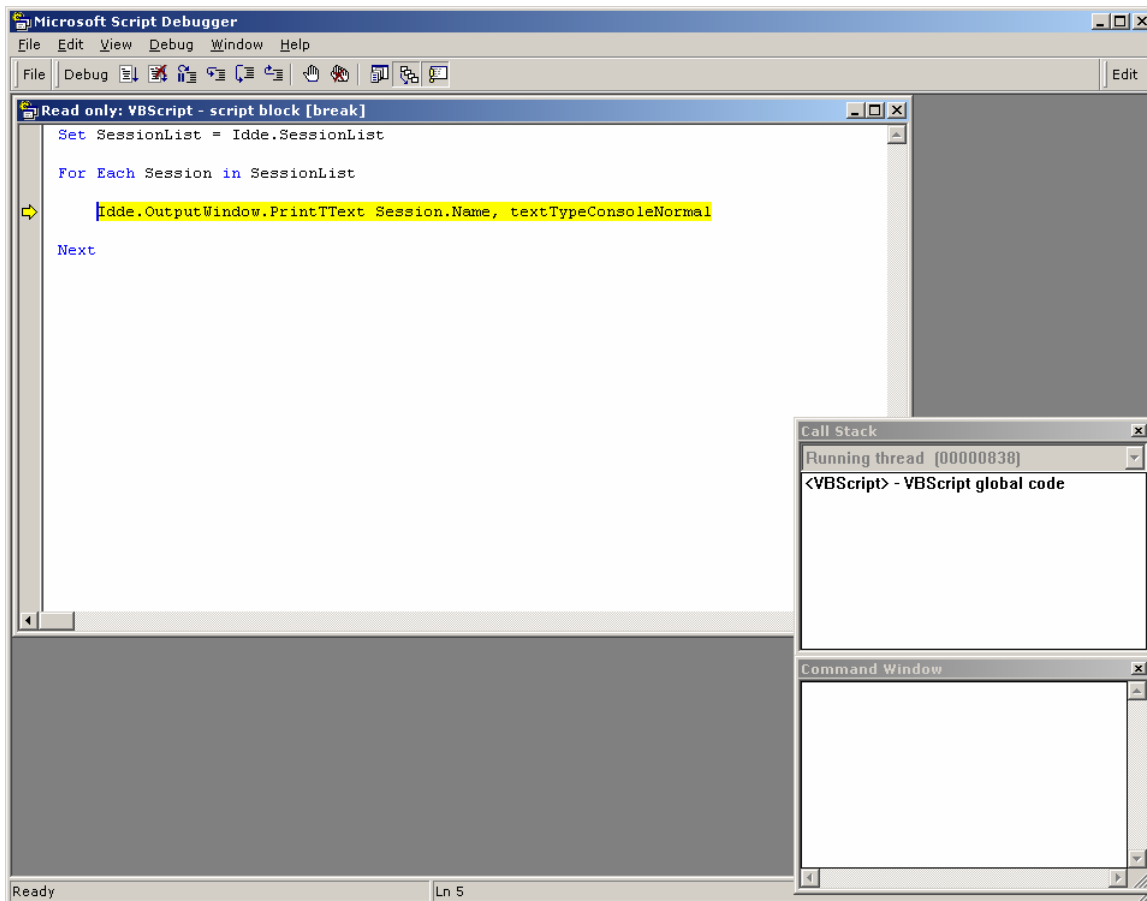 Microsoft Script Debugger
File Edit View Debug Window Help
File Debug Edit
Read only: VBScript - script block [break]
Set SessionList = Idde.SessionList
For Each Session in SessionList
Idde.OutputWindow.PrintTText Session.Name, textTypeConsoleNormal
Next
Call Stack
Running thread (00000838)
<VBScript> - VBScript global code
Command Window
Ready Ln 5